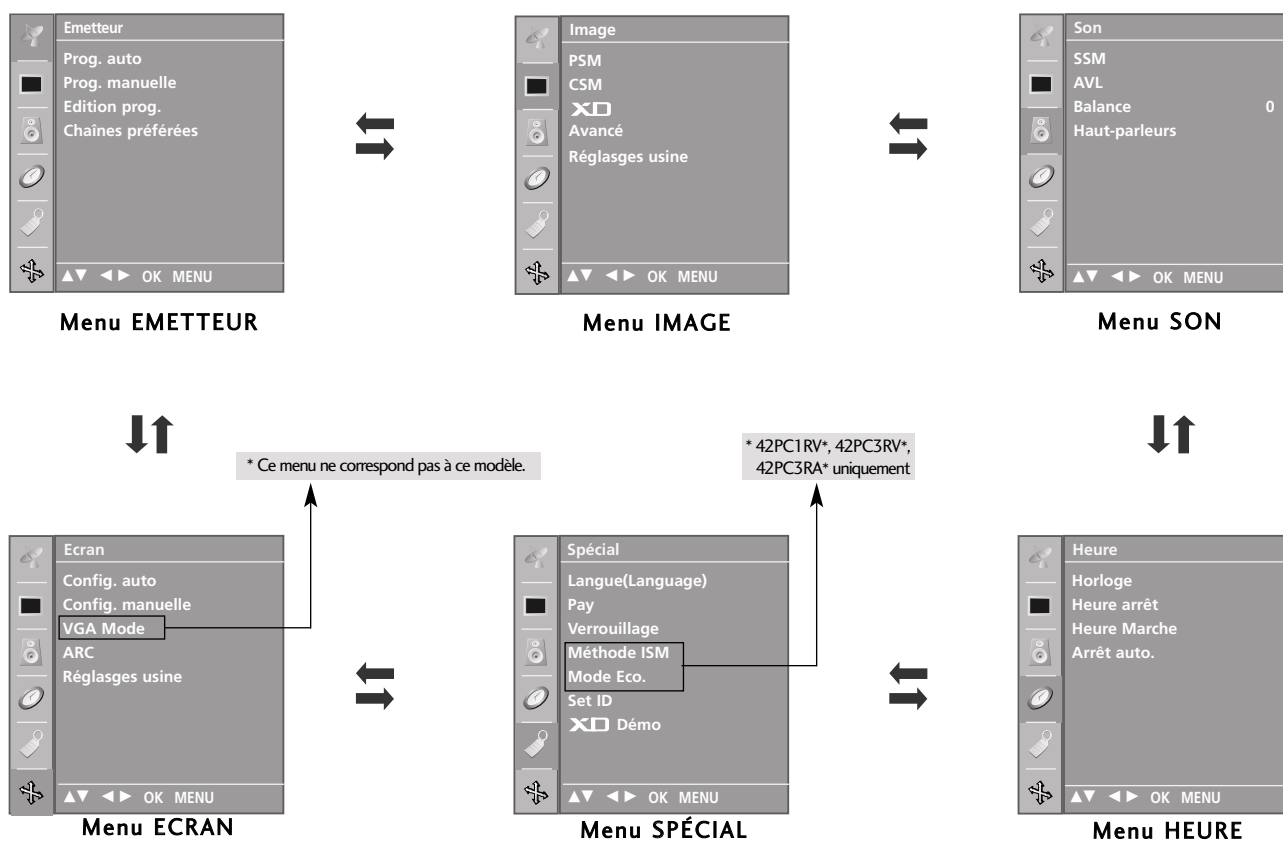 Emetteur
Prog. auto
Prog. manuelle
Edition prog.
Chaînes préférées
▲▼ ◄► OK MENU
Menu EMETTEUR
Image
PSM
CSM
XD
Avancé
Réglasges usine
▲▼ ◄► OK MENU
Menu IMAGE
Son
SSM
AVL
Balance 0
Haut-parleurs
▲▼ ◄► OK MENU
Menu SON
* Ce menu ne correspond pas à ce modèle.
* 42PC1RV*, 42PC3RV*,
42PC3RA* uniquement
Ecran
Config. auto
Config. manuelle
VGA Mode
ARC
Réglasges usine
▲▼ ◄► OK MENU
Menu ECRAN
Spécial
Langue(Language)
Pay
Verrouillage
Méthode ISM
Mode Eco.
Set ID
XD Démo
▲▼ ◄► OK MENU
Menu SPÉCIAL
Heure
Horloge
Heure arrêt
Heure Marche
Arrêt auto.
▲▼ ◄► OK MENU
Menu HEURE